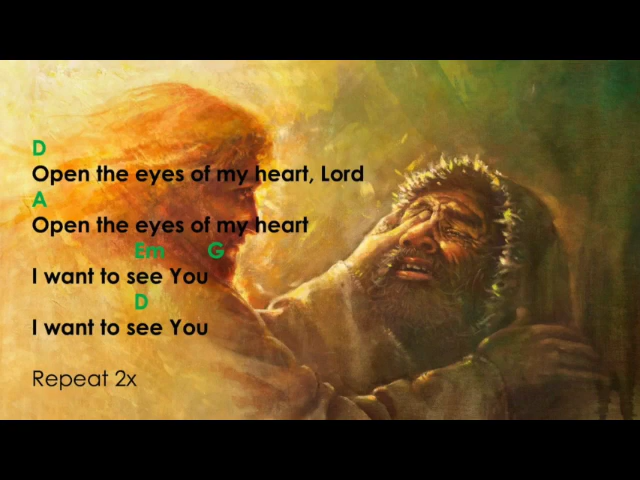 D
Open the eyes of my heart, Lord
A
Open the eyes of my heart
Em G
I want to see You
D
I want to see You
Repeat 2x